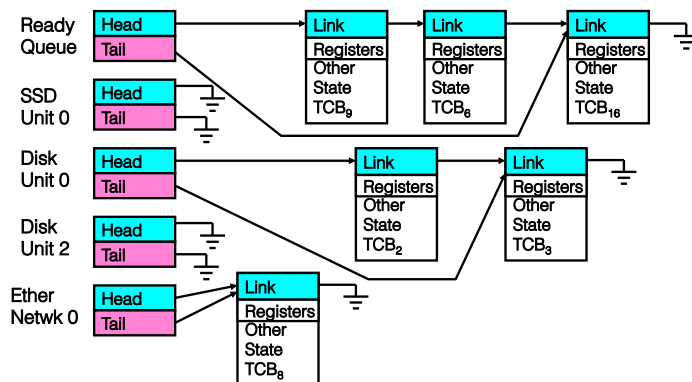 Ready
Queue
Head
Tail
Link
Registers
Other
State
TCB9
Link
Registers
Other
State
TCB6
Link
Registers
Other
State
TCB16
SSD
Unit 0
Head
Tail
Disk
Unit 0
Head
Tail
Link
Registers
Other
State
TCB2
Link
Registers
Other
State
TCB3
Disk
Unit 2
Head
Tail
Ether
Netwk 0
Head
Tail
Link
Registers
Other
State
TCB8